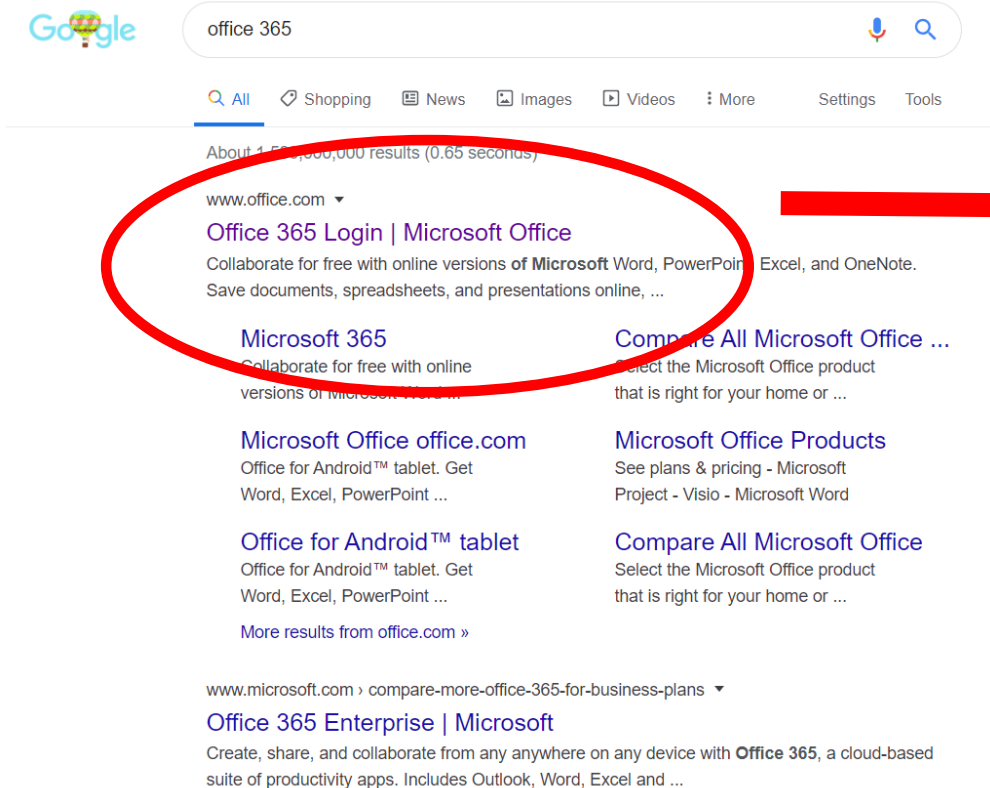 Google
office 365
All Shopping News Images Videos More Settings Tools
About results (0.65 seconds)
www.office.com
Office 365 Login | Microsoft Office
Collaborate for free with online versions of Microsoft Word, PowerPoint, Excel, and OneNote.
Save documents, spreadsheets, and presentations online, ...
Microsoft 365
Collaborate for free with online
versions of Microsoft Word ...
Compare All Microsoft Office ...
Select the Microsoft Office product
that is right for your home or ...
Microsoft Office office.com
Office for Android™ tablet. Get
Word, Excel, PowerPoint ...
Microsoft Office Products
See plans & pricing - Microsoft
Project - Visio - Microsoft Word
Office for Android™ tablet
Office for Android™ tablet. Get
Word, Excel, PowerPoint ...
Compare All Microsoft Office
Select the Microsoft Office product
that is right for your home or ...
More results from office.com »
www.microsoft.com › compare-more-office-365-for-business-plans
Office 365 Enterprise | Microsoft
Create, share, and collaborate from any anywhere on any device with Office 365, a cloud-based
suite of productivity apps. Includes Outlook, Word, Excel and ...